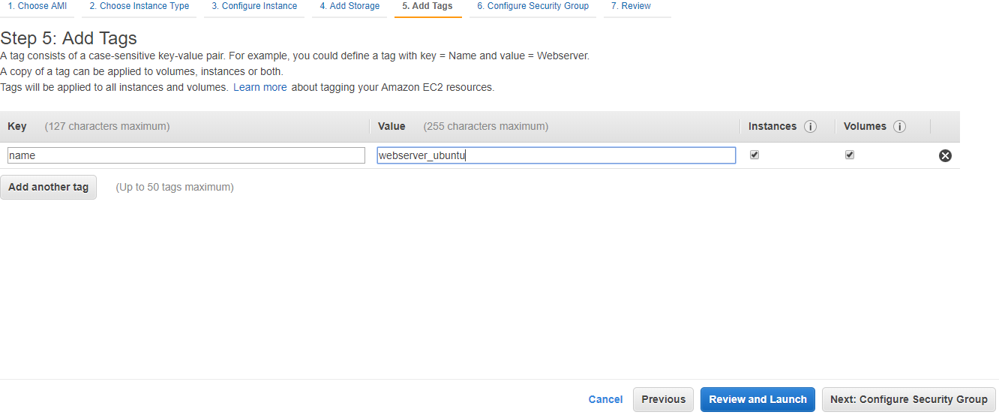 1. Choose AMI 2. Choose Instance Type 3. Configure Instance 4. Add Storage 5. Add Tags 6. Configure Security Group 7. Review
Step 5: Add Tags
A tag consists of a case-sensitive key-value pair. For example, you could define a tag with key = Name and value = Webserver.
A copy of a tag can be applied to volumes, instances or both.
Tags will be applied to all instances and volumes. Learn more about tagging your Amazon EC2 resources.
Key (127 characters maximum) Value (255 characters maximum) Instances i Volumes i
name webserver_ubuntu
Add another tag (Up to 50 tags maximum)
Cancel Previous Review and Launch Next: Configure Security Group